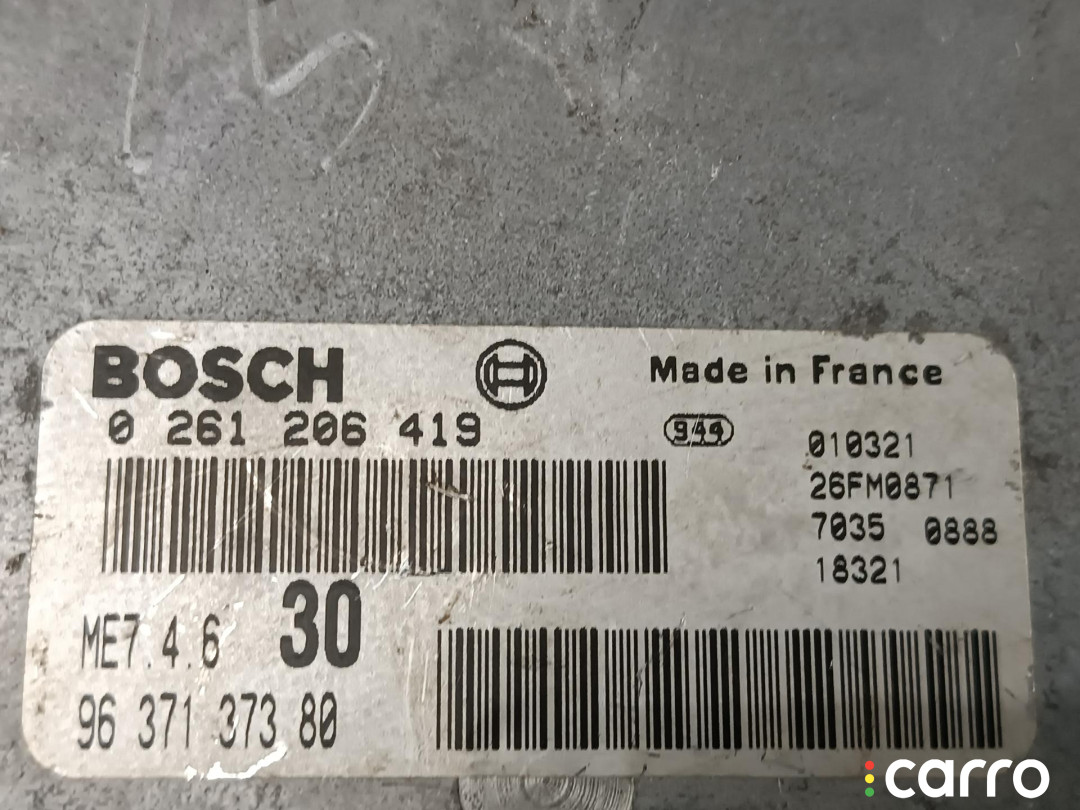 BOSCH
Made in France
0 261 206 419
944
010321
26FM0871
7035 0888
18321
ME7.4.6 30
96 371 373 80
carro